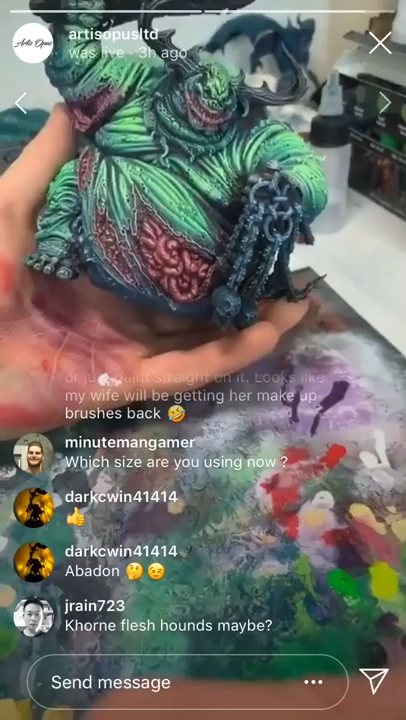 Artis Opus
artisopusltd
was live · 3h ago
or just paint straight on it. Looks like
my wife will be getting her make up
brushes back 🤣
minutemangamer
Which size are you using now ?
darkcwin41414
👍
darkcwin41414
Abadon 🤔😉
jrain723
Khorne flesh hounds maybe?
Send message